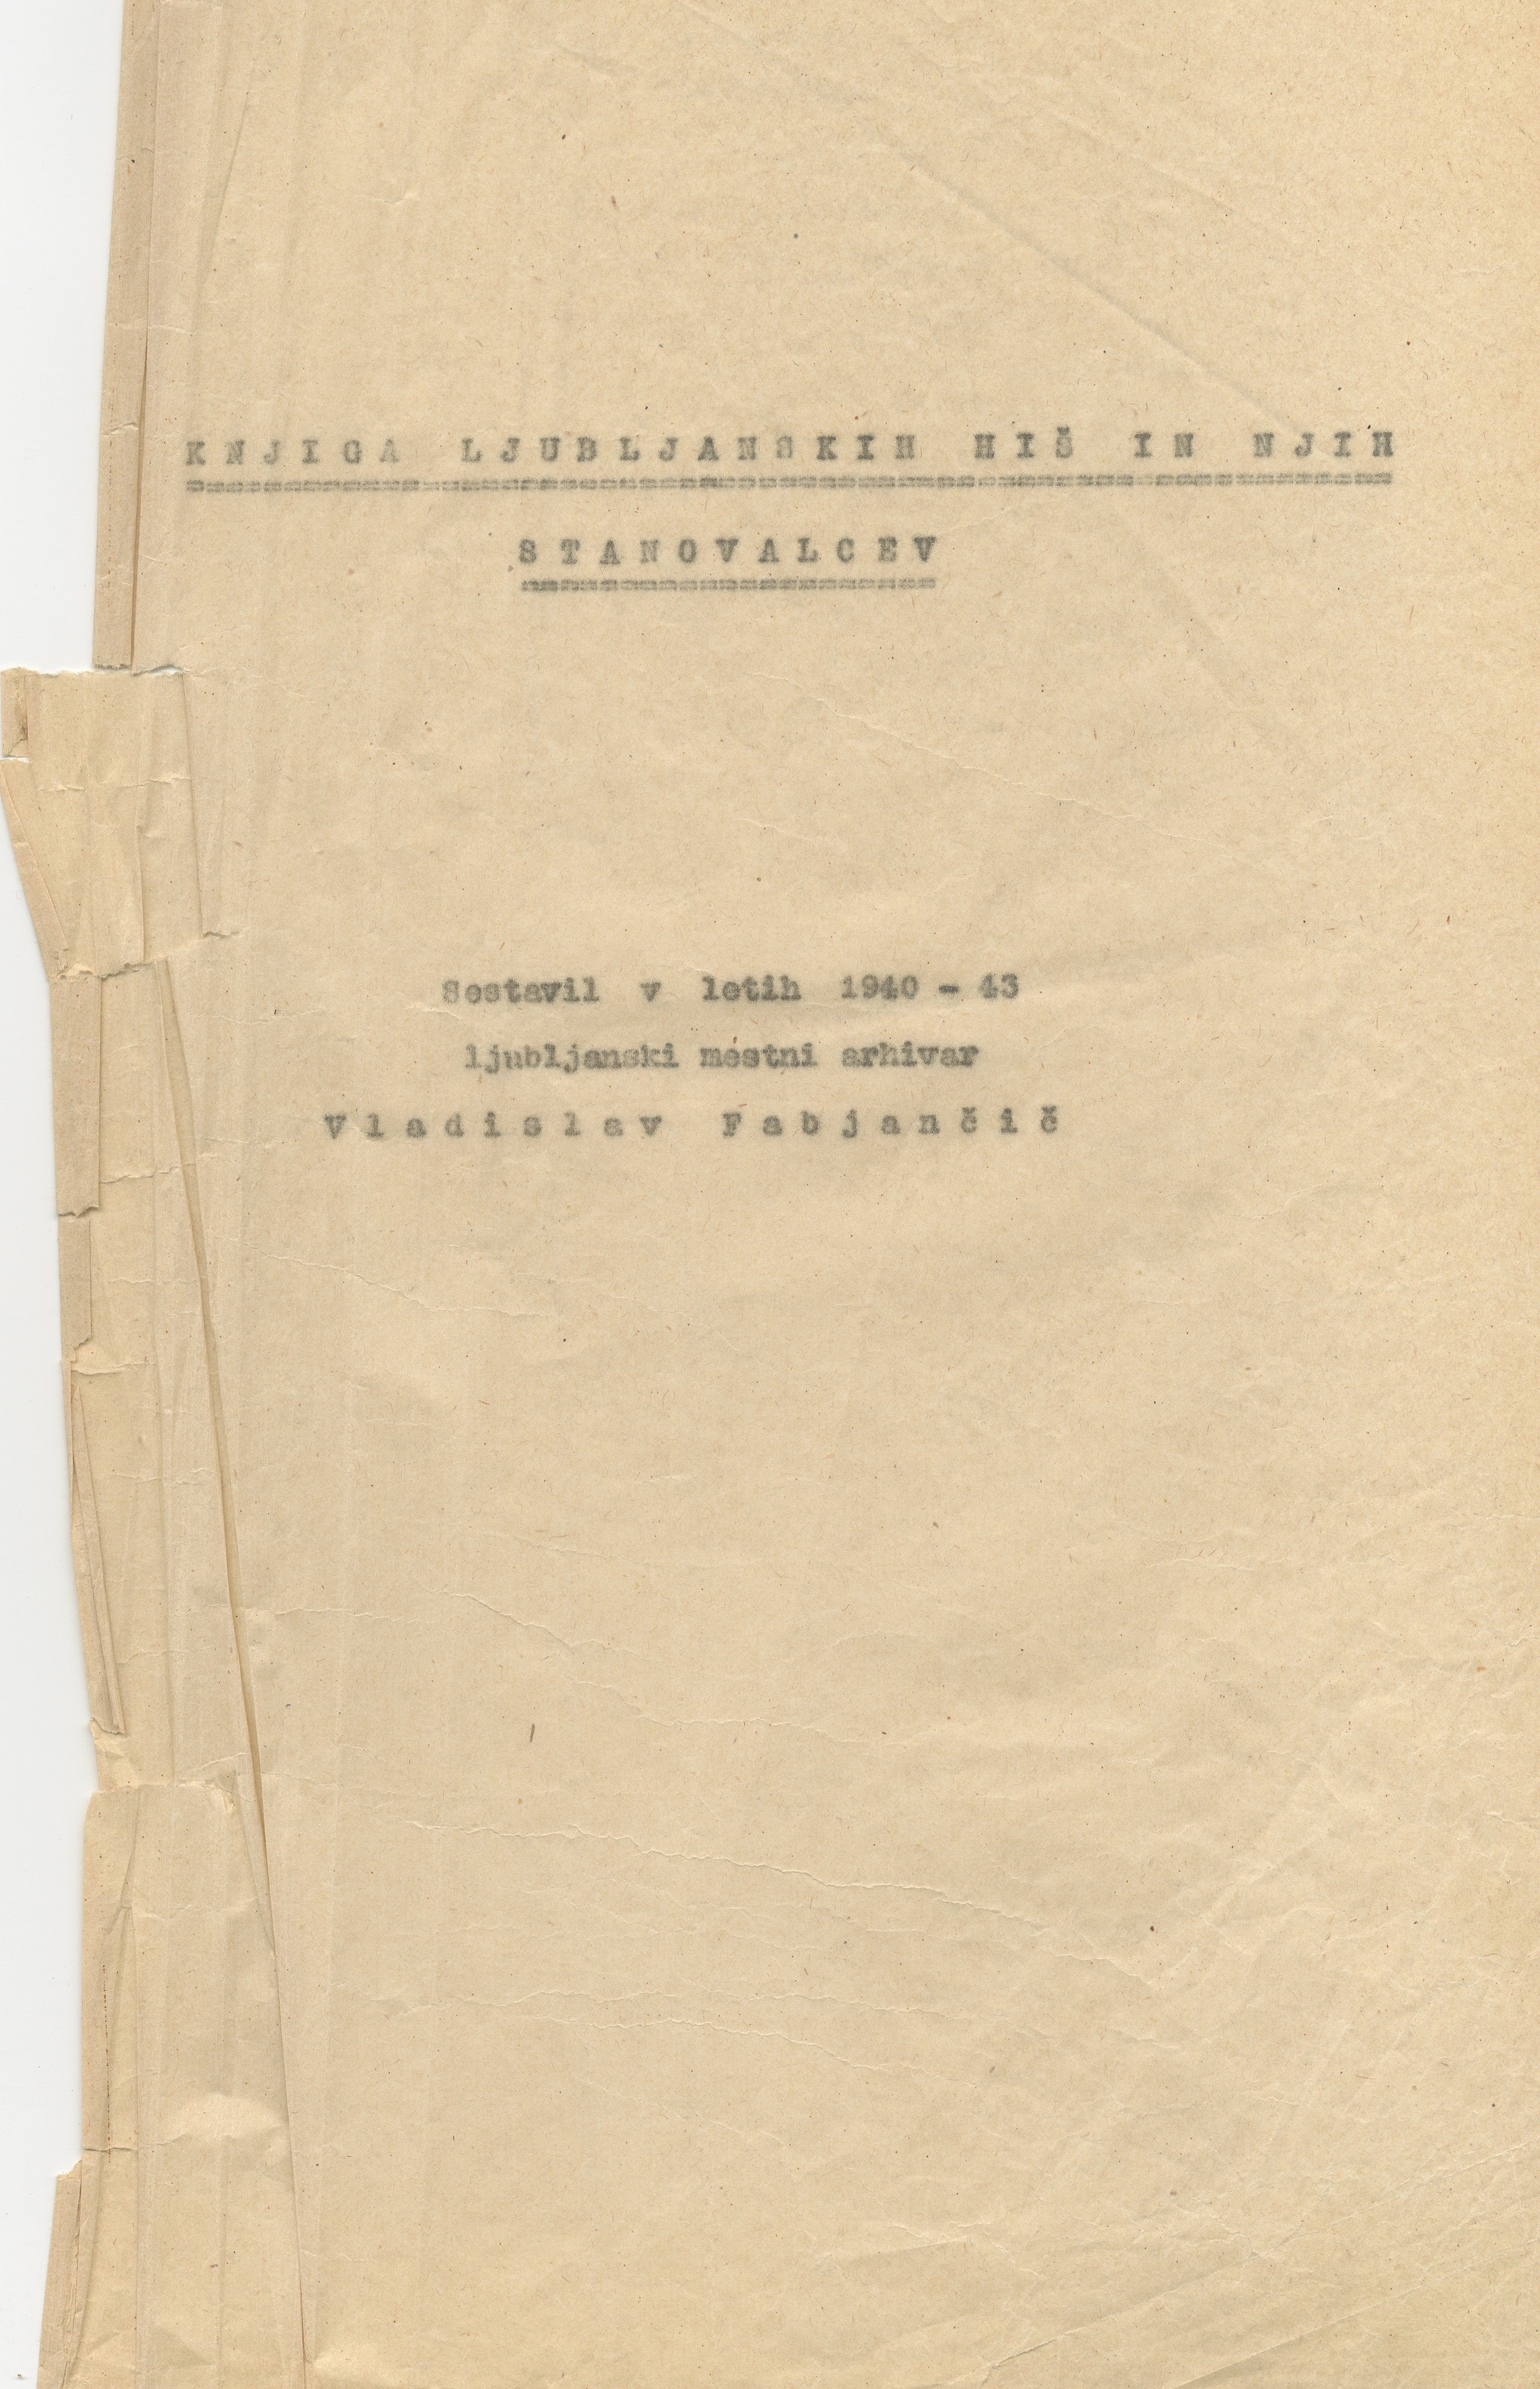 KNJIGA LJUBLJANSKIH HIŠ IN NJIH
STANOVALCEV
Sestavil v letih 1940 - 43
ljubljanski mestni arhivar
Vladislav Fabjančič